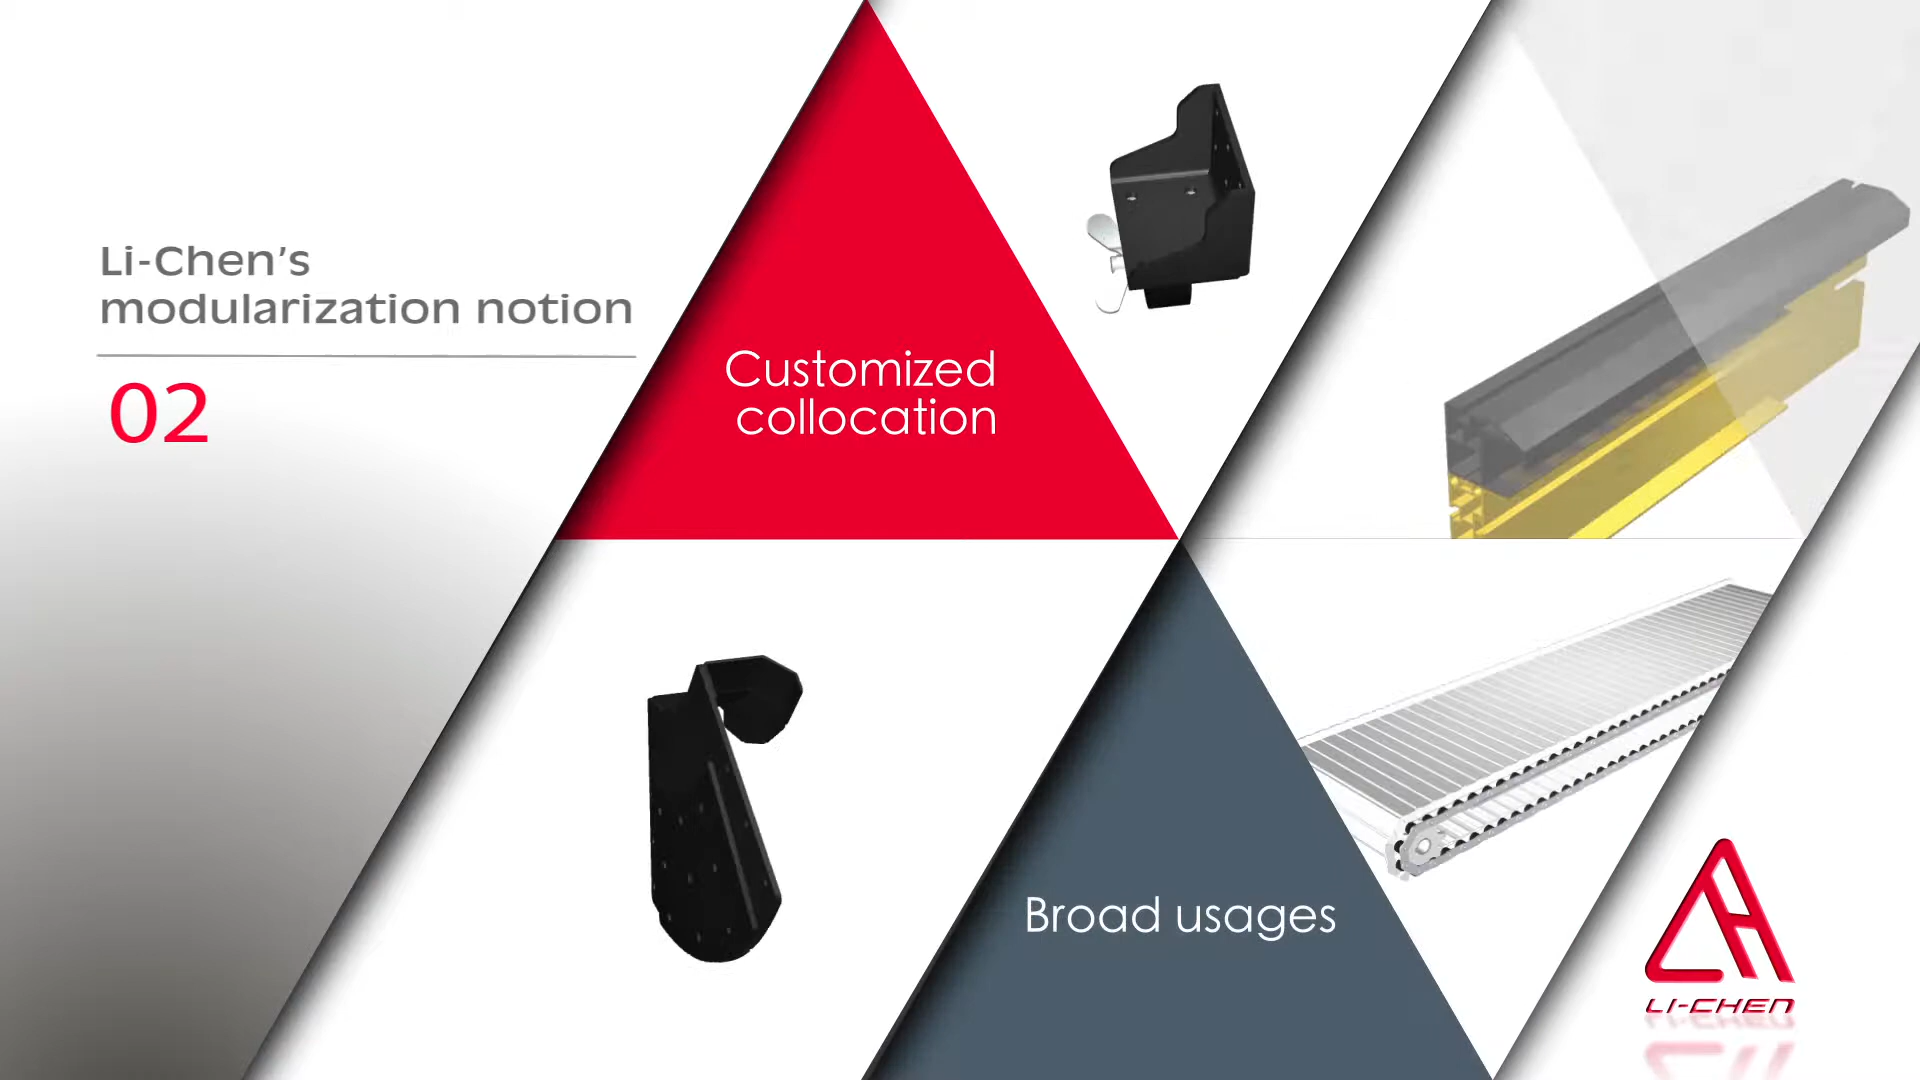 Li-Chen's
modularization notion
02
Customized
collocation
Broad usages
LI-CHEN